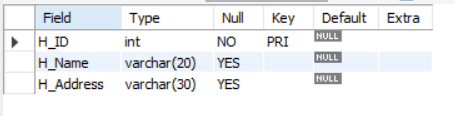 Field Type Null Key Default Extra
H_ID int NO PRI NULL
H_Name varchar(20) YES NULL
H_Address varchar(30) YES NULL